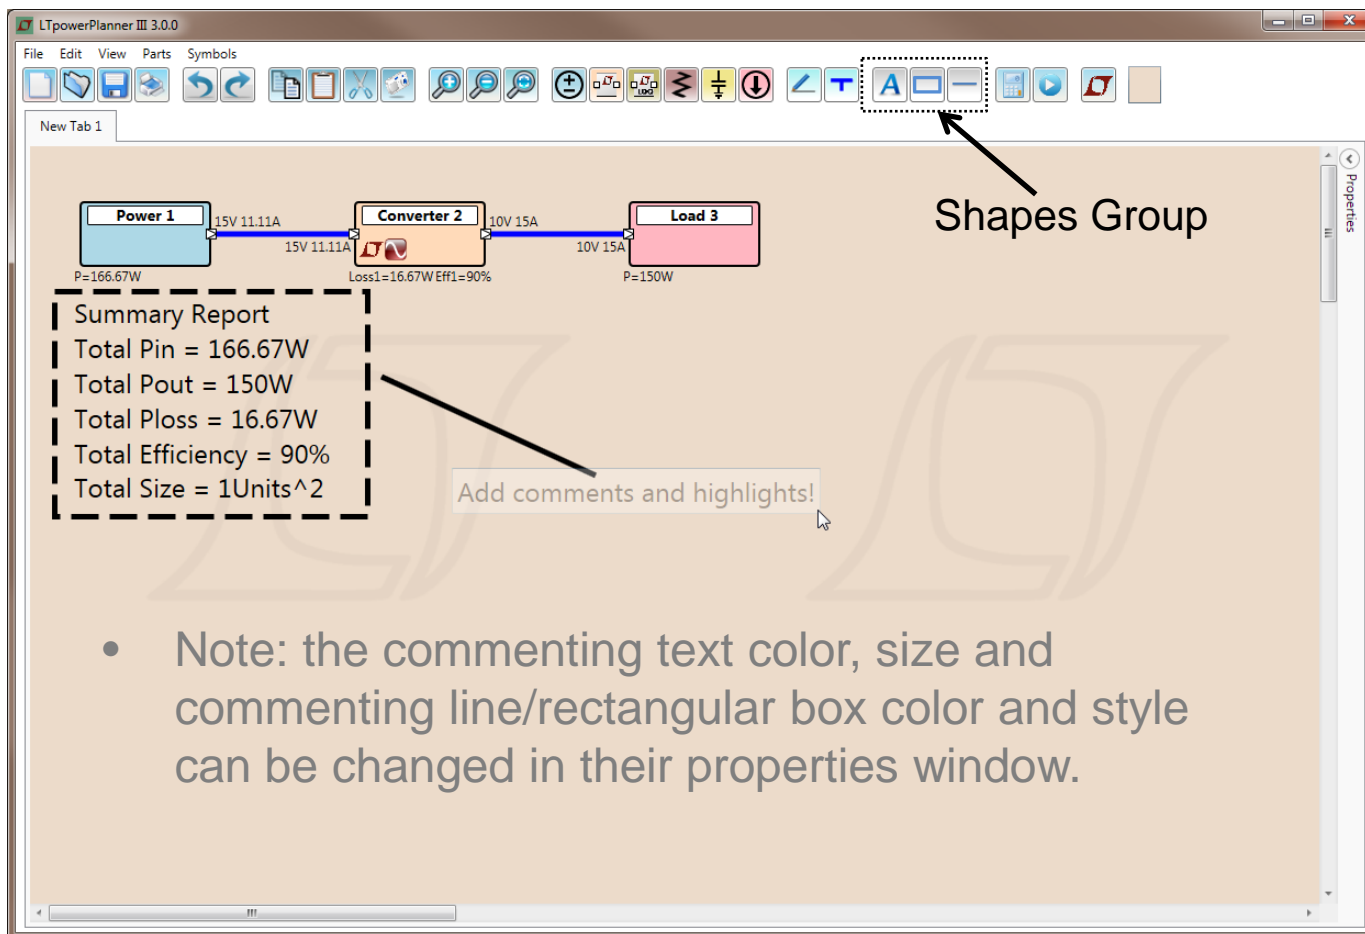 LTpowerPlanner III 3.0.0
File Edit View Parts Symbols
A
New Tab 1
Properties
Shapes Group
Power 1
15V 11.11A
15V 11.11A
Converter 2
10V 15A
10V 15A
Load 3
P=166.67W
Loss1=16.67W Eff1=90%
P=150W
Summary Report
Total Pin = 166.67W
Total Pout = 150W
Total Ploss = 16.67W
Total Efficiency = 90%
Total Size = 1Units^2
Add comments and highlights!
• Note: the commenting text color, size and
commenting line/rectangular box color and style
can be changed in their properties window.